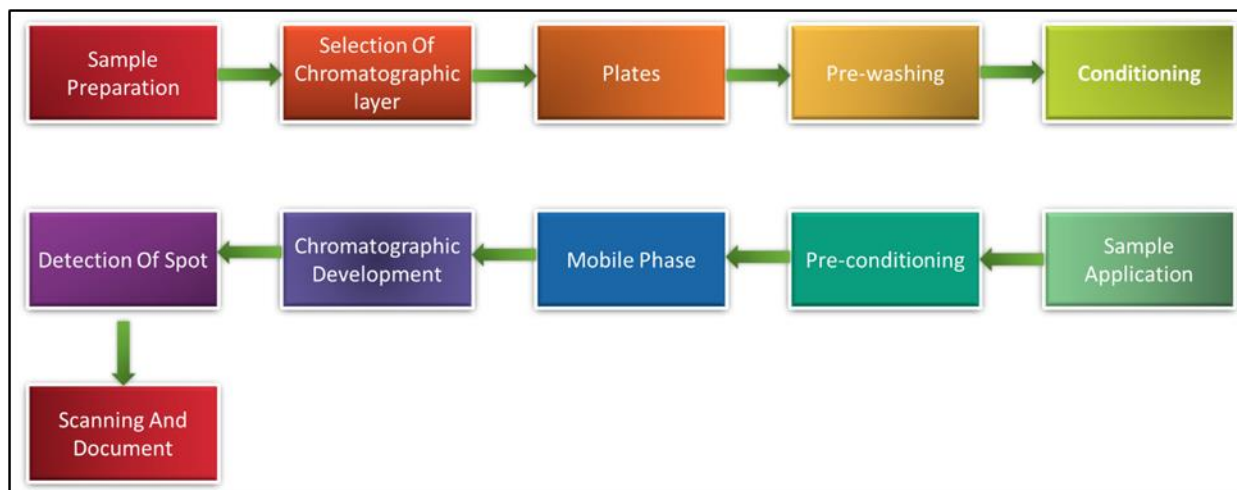 Sample
Preparation
Selection Of
Chromatographic
layer
Plates
Pre-washing
Conditioning
Detection Of Spot
Chromatographic
Development
Mobile Phase
Pre-conditioning
Sample
Application
Scanning And
Document